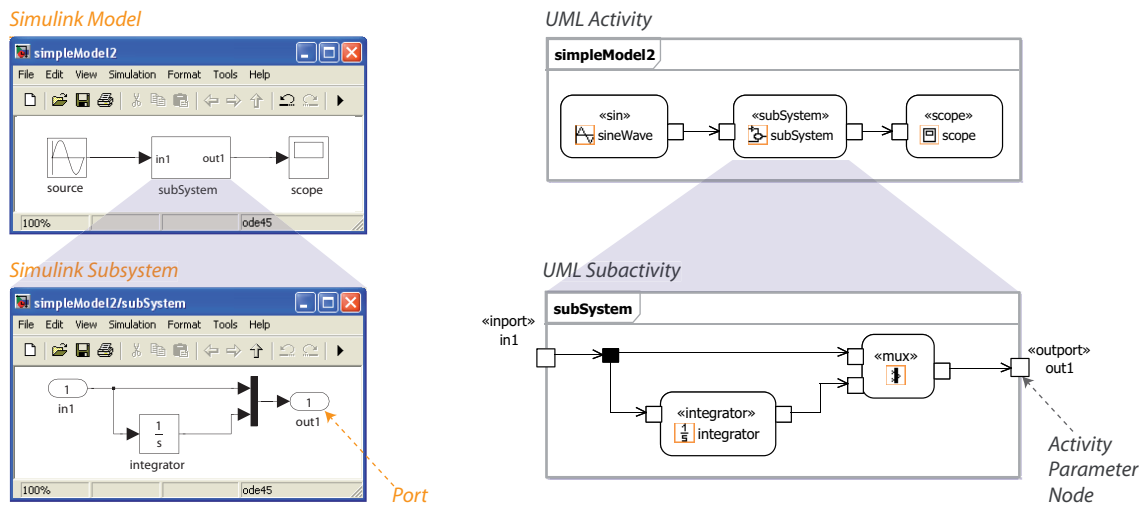 Simulink Model
simpleModel2
File Edit View Simulation Format Tools Help
in1 out1
source
subSystem
scope
100%
ode45
Simulink Subsystem
simpleModel2/subSystem
File Edit View Simulation Format Tools Help
1
in1
1
s
integrator
1
out1
100%
ode45
Port
UML Activity
simpleModel2
«sin»
sineWave
«subSystem»
subSystem
«scope»
scope
UML Subactivity
subSystem
«inport»
in1
«mux»
«integrator»
1
s
integrator
«outport»
out1
Activity
Parameter
Node